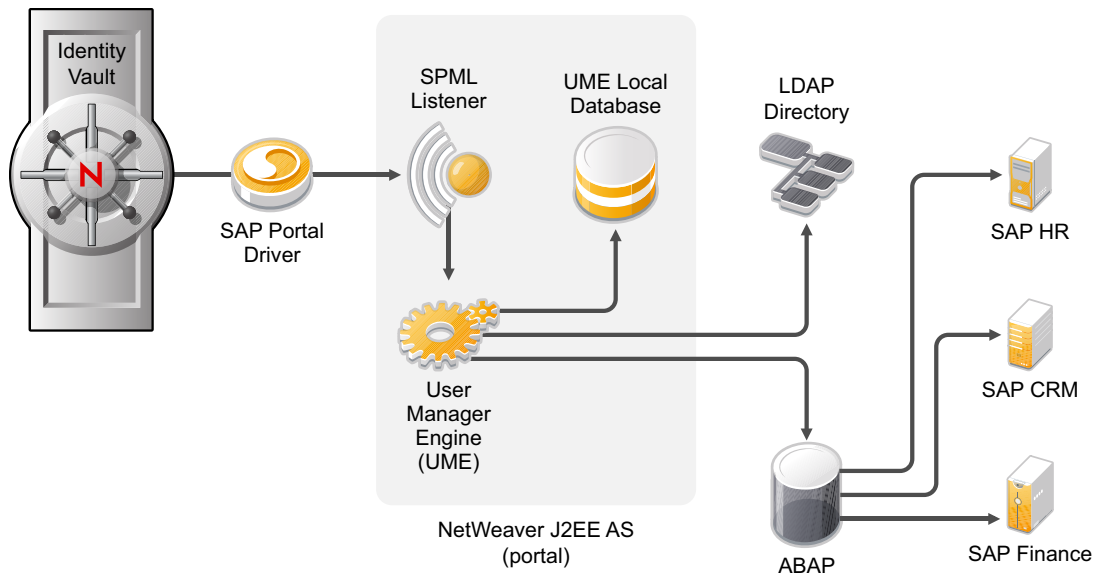 Identity
Vault
N
SAP Portal
Driver
SPML
Listener
UME Local
Database
User
Manager
Engine
(UME)
NetWeaver J2EE AS
(portal)
LDAP
Directory
ABAP
SAP HR
SAP CRM
SAP Finance